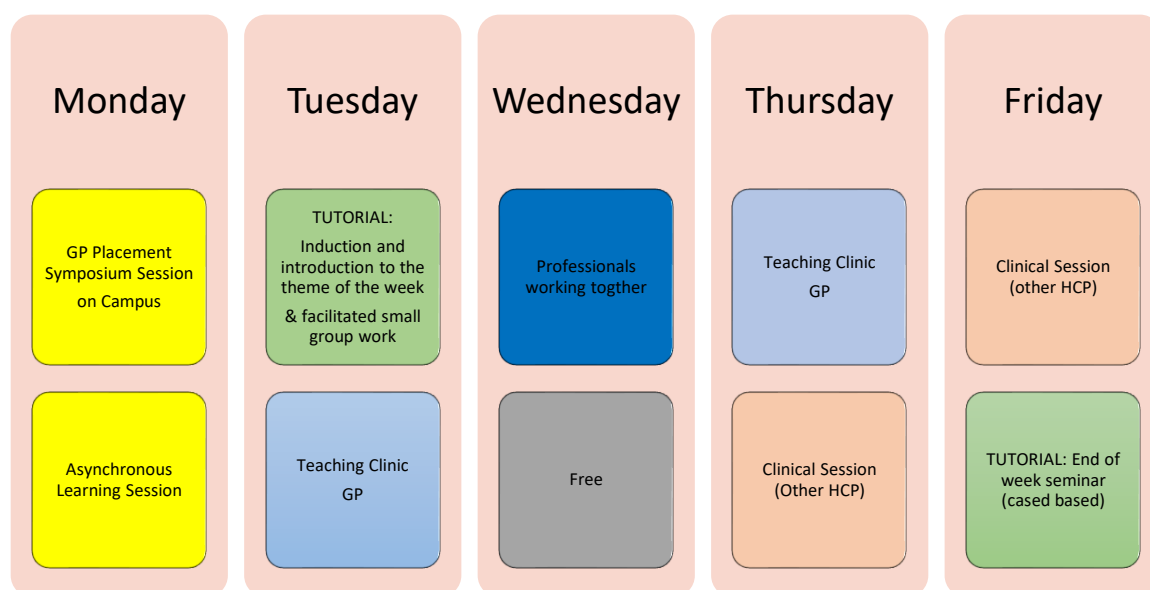 Monday
Tuesday
Wednesday
Thursday
Friday
GP Placement
Symposium Session
on Campus
TUTORIAL:
Induction and
introduction to the
theme of the week
& facilitated small
group work
Professionals
working togther
Teaching Clinic
GP
Clinical Session
(other HCP)
Asynchronous
Learning Session
Teaching Clinic
GP
Free
Clinical Session
(Other HCP)
TUTORIAL: End of
week seminar
(cased based)